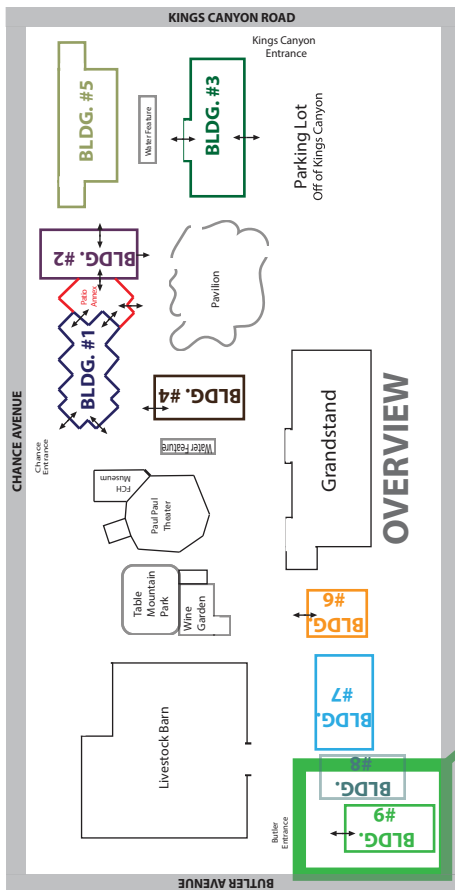 KINGS CANYON ROAD
Kings Canyon
Entrance
BLDG. #5
Water Feature
BLDG. #3
Parking Lot
Off of Kings Canyon
BLDG. #2
Patio
Annex
Pavilion
BLDG. #1
CHANCE AVENUE
Chance
Entrance
BLDG. #4
Water Feature
Grandstand
OVERVIEW
FCH
Museum
Paul Paul
Theater
Table
Mountain
Park
Wine
Garden
BLDG.
#6
Livestock Barn
BLDG.
#7
BLDG.
#8
BLDG.
#9
Butler
Entrance
BUTLER AVENUE